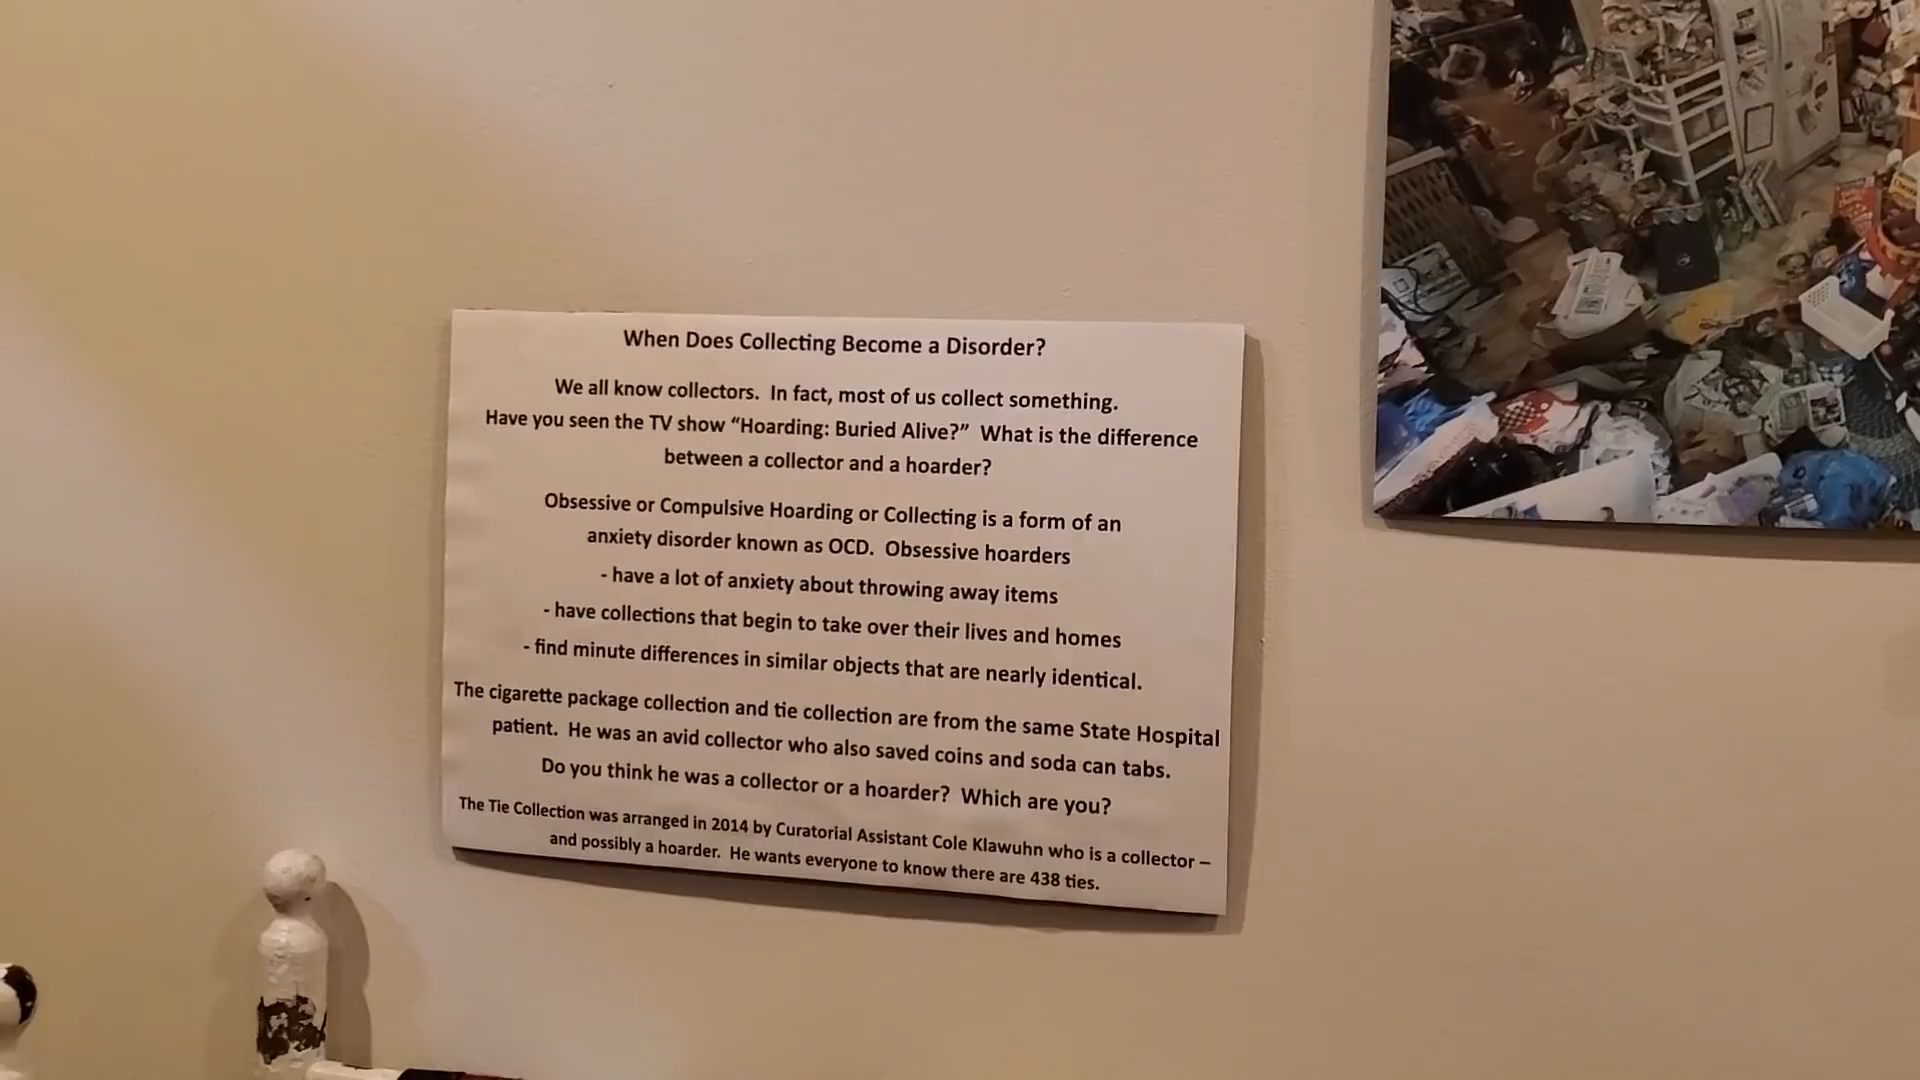 When Does Collecting Become a Disorder?
We all know collectors. In fact, most of us collect something.
Have you seen the TV show “Hoarding: Buried Alive?” What is the difference
between a collector and a hoarder?
Obsessive or Compulsive Hoarding or Collecting is a form of an
anxiety disorder known as OCD. Obsessive hoarders
- have a lot of anxiety about throwing away items
- have collections that begin to take over their lives and homes
- find minute differences in similar objects that are nearly identical.
The cigarette package collection and tie collection are from the same State Hospital
patient. He was an avid collector who also saved coins and soda can tabs.
Do you think he was a collector or a hoarder? Which are you?
The Tie Collection was arranged in 2014 by Curatorial Assistant Cole Klawuhn who is a collector –
and possibly a hoarder. He wants everyone to know there are 438 ties.